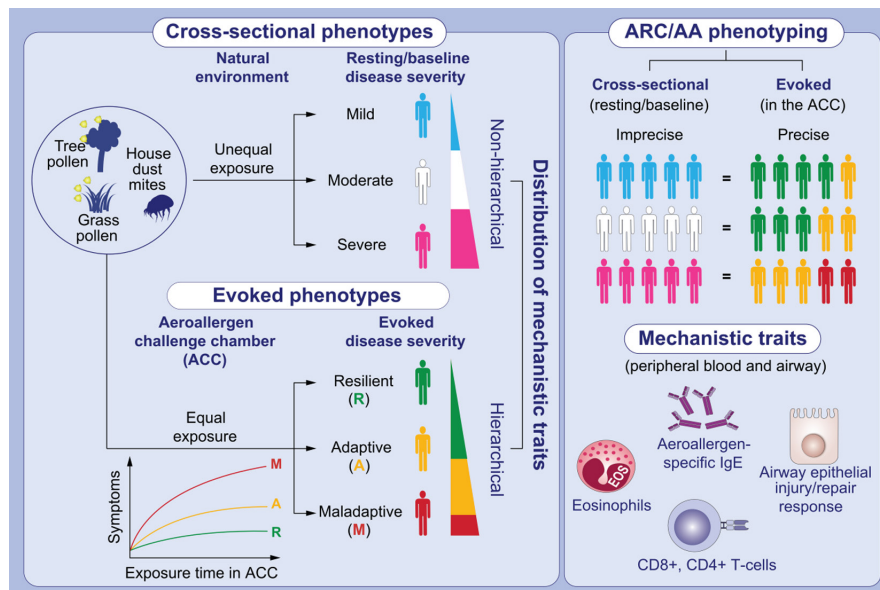 Cross-sectional phenotypes
Natural
environment
Resting/baseline
disease severity
Tree
pollen
House
dust
mites
Grass
pollen
Unequal
exposure
Mild
Moderate
Severe
Non-hierarchical
Evoked phenotypes
Aeroallergen
challenge chamber
(ACC)
Evoked
disease severity
Equal
exposure
Resilient
(R)
Adaptive
(A)
Maladaptive
(M)
Hierarchical
Distribution of mechanistic traits
Symptoms
M
A
R
Exposure time in ACC
ARC/AA phenotyping
Cross-sectional
(resting/baseline)
Evoked
(in the ACC)
Imprecise
Precise
=
=
=
Mechanistic traits
(peripheral blood and airway)
Aeroallergen-
specific IgE
EOS
Eosinophils
Airway epithelial
injury/repair
response
CD8+, CD4+ T-cells